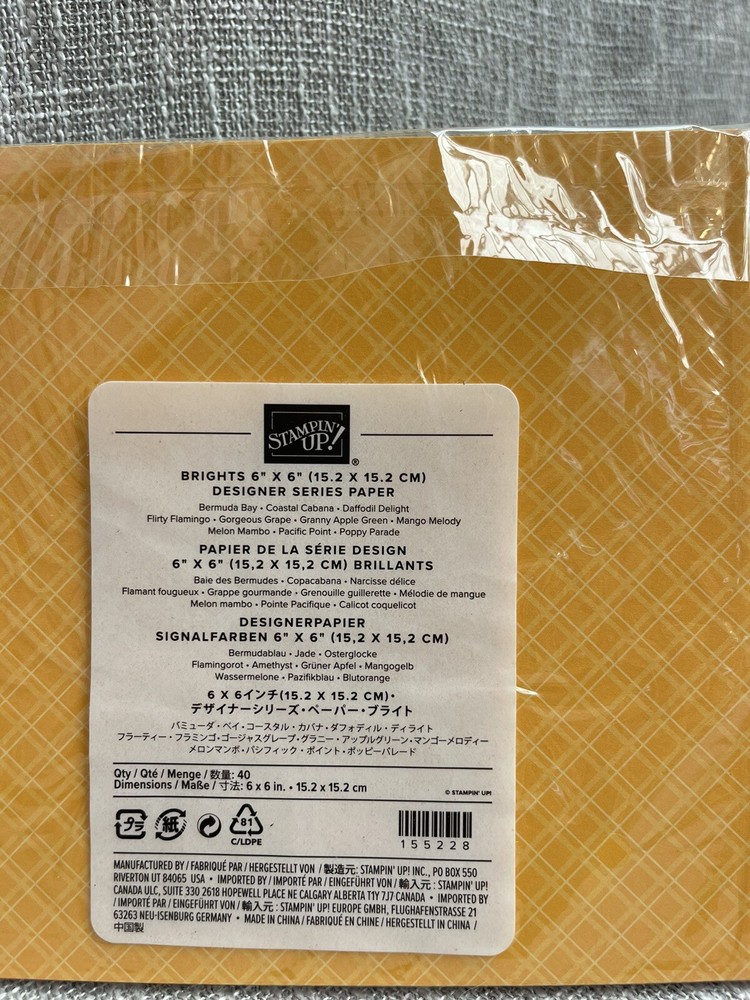 STAMPIN' UP!®
BRIGHTS 6" X 6" (15.2 X 15.2 CM)
DESIGNER SERIES PAPER
Bermuda Bay • Coastal Cabana • Daffodil Delight
Flirty Flamingo • Gorgeous Grape • Granny Apple Green • Mango Melody
Melon Mambo • Pacific Point • Poppy Parade
PAPIER DE LA SÉRIE DESIGN
6" X 6" (15,2 X 15,2 CM) BRILLANTS
Baie des Bermudes • Copacabana • Narcisse délice
Flamant fougueux • Grappe gourmande • Grenouille guillerette • Mélodie de mangue
Melon mambo • Pointe Pacifique • Calicot coquelicot
DESIGNERPAPIER
SIGNALFARBEN 6" X 6" (15,2 X 15,2 CM)
Bermudablau • Jade • Osterglocke
Flamingorot • Amethyst • Grüner Apfel • Mangogelb
Wassermelone • Pazifikblau • Blutorange
6 X 6インチ(15.2 X 15.2 CM)・
デザイナーシリーズ・ペーパー・ブライト
バミューダ・ベイ・コースタル・カバナ・ダフォディル・ディライト
フラーティー・フラミンゴ・ゴージャスグレープ・グラニー・アップルグリーン・マンゴーメロディー
メロンマンボ・パシフィック・ポイント・ポッピーパレード
Qty / Qté / Menge / 数量: 40
Dimensions / Maße / 寸法: 6 x 6 in. • 15.2 x 15.2 cm
© STAMPIN' UP!
プラ 紙 81
C/LDPE
155228
MANUFACTURED BY / FABRIQUÉ PAR / HERGESTELLT VON / 製造元: STAMPIN' UP! INC., PO BOX 550
RIVERTON UT 84065 USA • IMPORTED BY / IMPORTÉ PAR / EINGEFÜHRT VON / 輸入元 : STAMPIN' UP!
CANADA ULC, SUITE 330 2618 HOPEWELL PLACE NE CALGARY ALBERTA T1Y 7J7 CANADA • IMPORTED BY
/ IMPORTÉ PAR / EINGEFÜHRT VON / 輸入元 : STAMPIN' UP! EUROPE GMBH, FLUGHAFENSTRASSE 21
63263 NEU-ISENBURG GERMANY • MADE IN CHINA / FABRIQUÉ EN CHINE / HERGESTELLT IN CHINA /
中国製